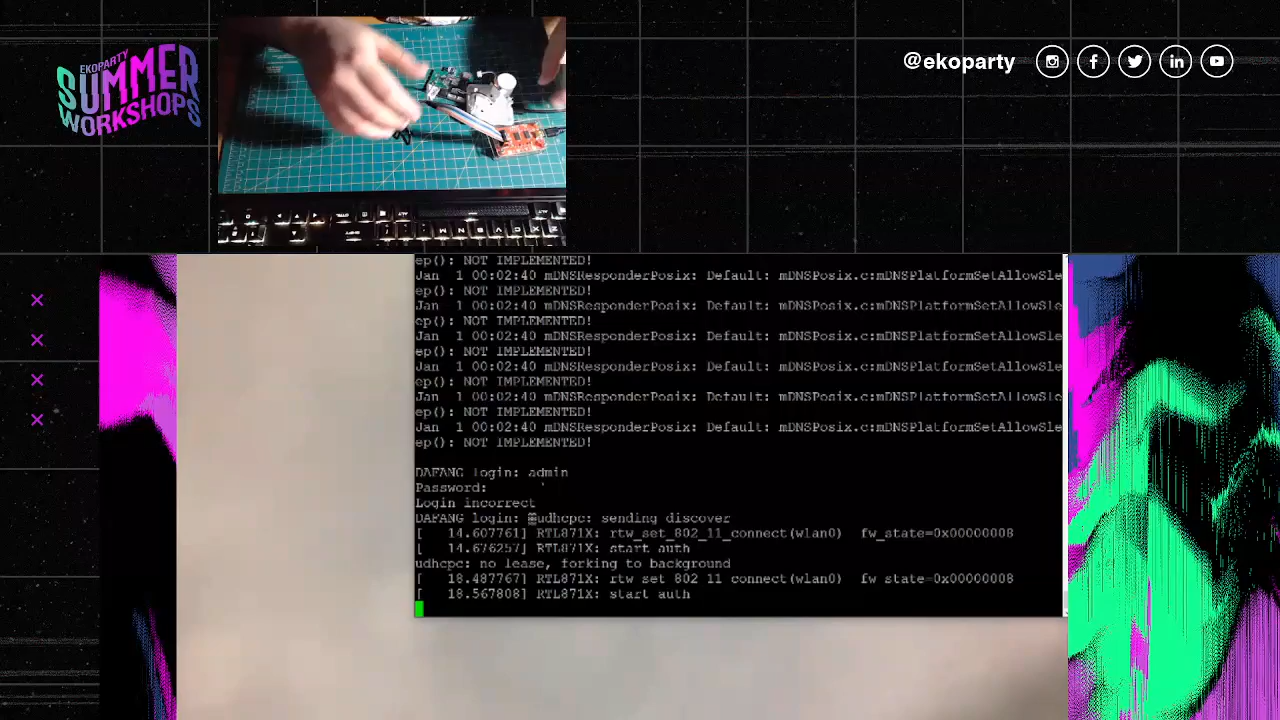 EKOPARTY
SUMMER
WORKSHOPS
@ekoparty
ep(): NOT IMPLEMENTED!
Jan  1 00:02:40 mDNSResponderPosix: Default: mDNSPosix.c:mDNSPlatformSetAllowSle
ep(): NOT IMPLEMENTED!
Jan  1 00:02:40 mDNSResponderPosix: Default: mDNSPosix.c:mDNSPlatformSetAllowSle
ep(): NOT IMPLEMENTED!
Jan  1 00:02:40 mDNSResponderPosix: Default: mDNSPosix.c:mDNSPlatformSetAllowSle
ep(): NOT IMPLEMENTED!
Jan  1 00:02:40 mDNSResponderPosix: Default: mDNSPosix.c:mDNSPlatformSetAllowSle
ep(): NOT IMPLEMENTED!
Jan  1 00:02:40 mDNSResponderPosix: Default: mDNSPosix.c:mDNSPlatformSetAllowSle
ep(): NOT IMPLEMENTED!
Jan  1 00:02:40 mDNSResponderPosix: Default: mDNSPosix.c:mDNSPlatformSetAllowSle
ep(): NOT IMPLEMENTED!
DAFANG login: admin
Password:
Login incorrect
DAFANG login: udhcpc: sending discover
[   14.607761] RTL871X: rtw_set_802_11_connect(wlan0)  fw_state=0x00000008
[   14.676257] RTL871X: start auth
udhcpc: no lease, forking to background
[   18.487767] RTL871X: rtw_set_802_11_connect(wlan0)  fw_state=0x00000008
[   18.567808] RTL871X: start auth